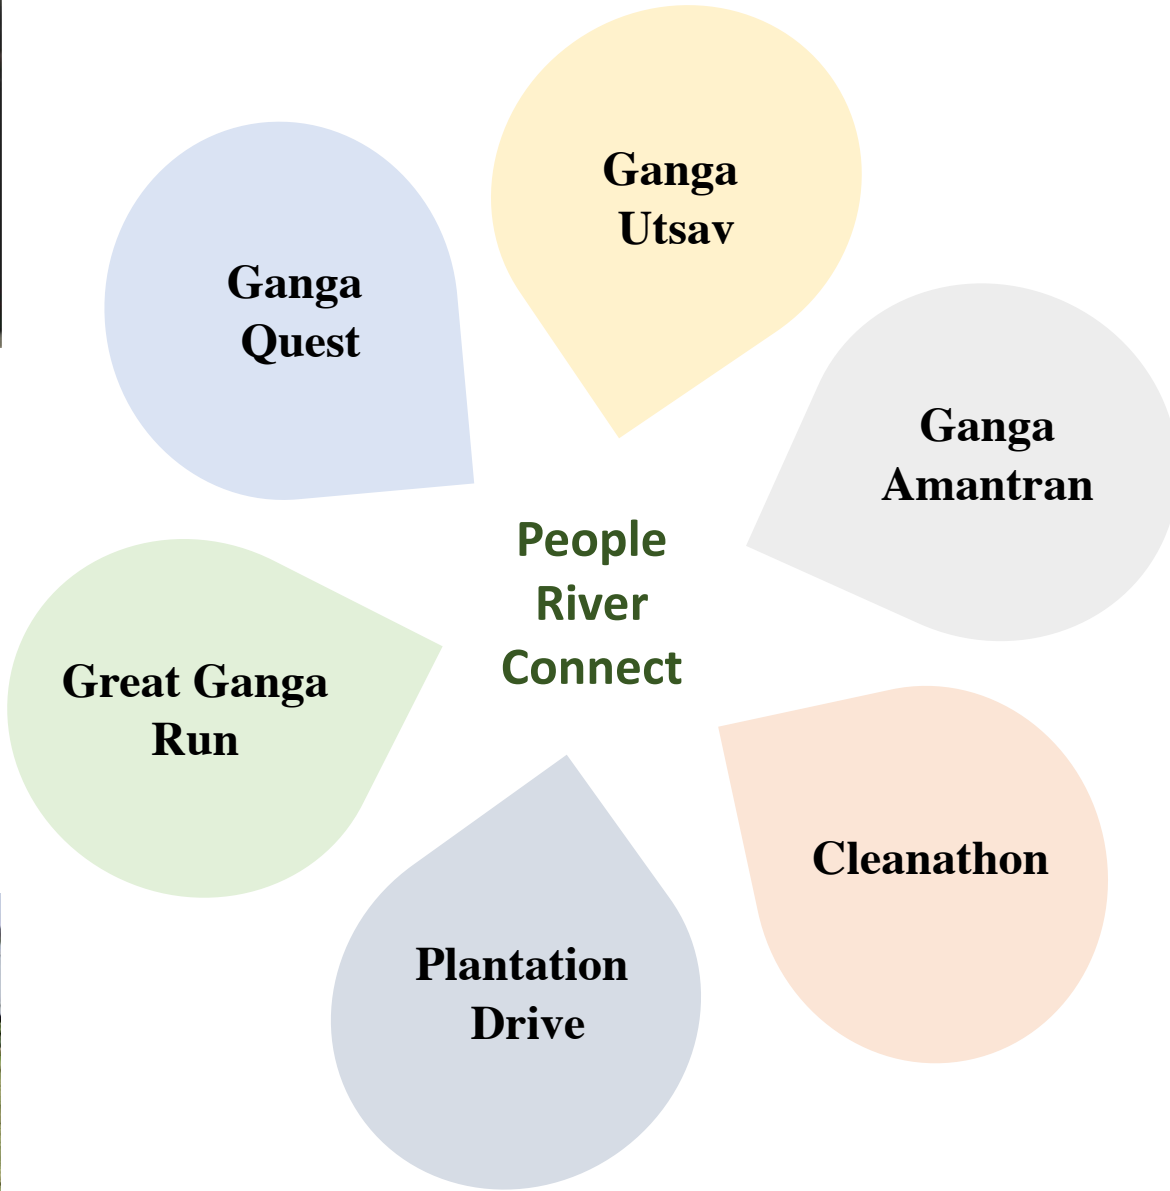 Ganga
Utsav
Ganga
Quest
Ganga
Amantran
People
River
Connect
Great Ganga
Run
Cleanathon
Plantation
Drive